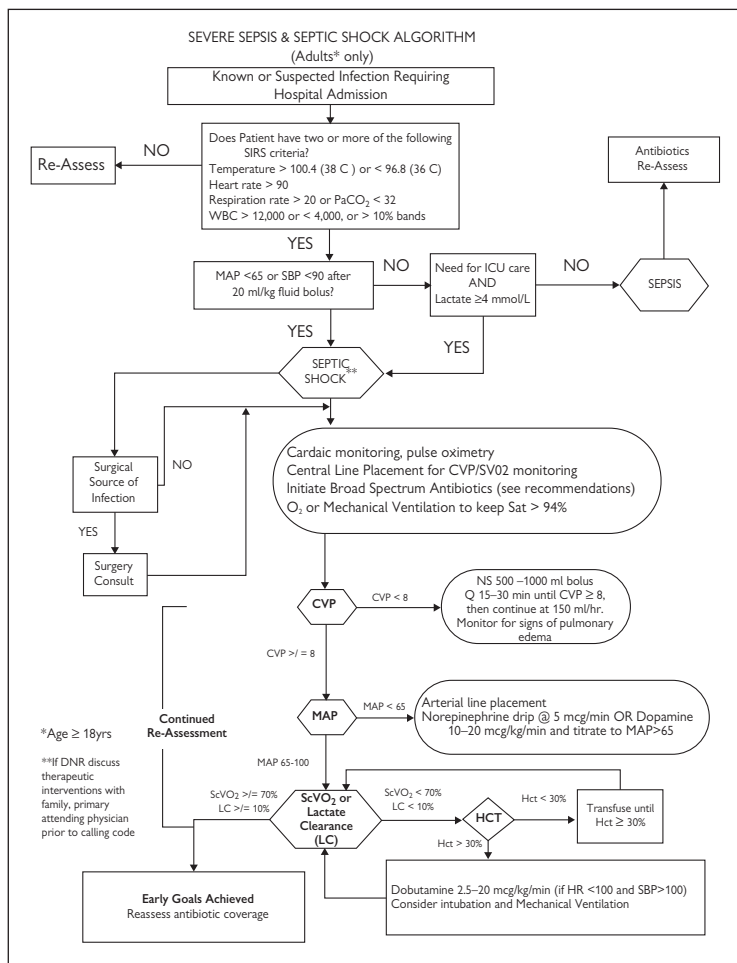 SEVERE SEPSIS & SEPTIC SHOCK ALGORITHM
(Adults* only)
Known or Suspected Infection Requiring
Hospital Admission
Does Patient have two or more of the following
SIRS criteria?
Temperature > 100.4 (38 C ) or < 96.8 (36 C)
Heart rate > 90
Respiration rate > 20 or PaCO2 < 32
WBC > 12,000 or < 4,000, or > 10% bands
NO
Re-Assess
Antibiotics
Re-Assess
YES
MAP <65 or SBP <90 after
20 ml/kg fluid bolus?
NO
Need for ICU care
AND
Lactate ≥4 mmol/L
NO
SEPSIS
YES
YES
SEPTIC
SHOCK**
Surgical
Source of
Infection
NO
YES
Surgery
Consult
Cardaic monitoring, pulse oximetry
Central Line Placement for CVP/SV02 monitoring
Initiate Broad Spectrum Antibiotics (see recommendations)
O2 or Mechanical Ventilation to keep Sat > 94%
CVP
CVP < 8
NS 500 –1000 ml bolus
Q 15–30 min until CVP ≥ 8,
then continue at 150 ml/hr.
Monitor for signs of pulmonary
edema
CVP >/ = 8
MAP
MAP < 65
Arterial line placement
Norepinephrine drip @ 5 mcg/min OR Dopamine
10–20 mcg/kg/min and titrate to MAP>65
Continued
Re-Assessment
*Age ≥ 18yrs
**If DNR discuss
therapeutic
interventions with
family, primary
attending physician
prior to calling code
MAP 65-100
ScVO2 >/= 70%
LC >/= 10%
ScVO2 or
Lactate
Clearance
(LC)
ScVO2 < 70%
LC < 10%
HCT
Hct < 30%
Transfuse until
Hct ≥ 30%
Hct > 30%
Early Goals Achieved
Reassess antibiotic coverage
Dobutamine 2.5–20 mcg/kg/min (if HR <100 and SBP>100)
Consider intubation and Mechanical Ventilation